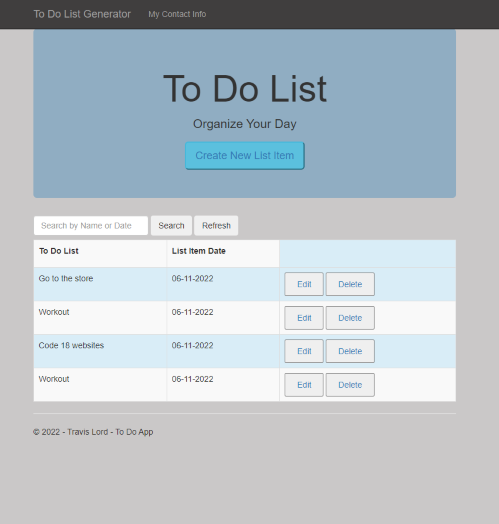 To Do List Generator My Contact Info
To Do List
Organize Your Day
Create New List Item
Search by Name or Date Search Refresh
To Do List List Item Date
Go to the store 06-11-2022 Edit Delete
Workout 06-11-2022 Edit Delete
Code 18 websites 06-11-2022 Edit Delete
Workout 06-11-2022 Edit Delete
© 2022 - Travis Lord - To Do App